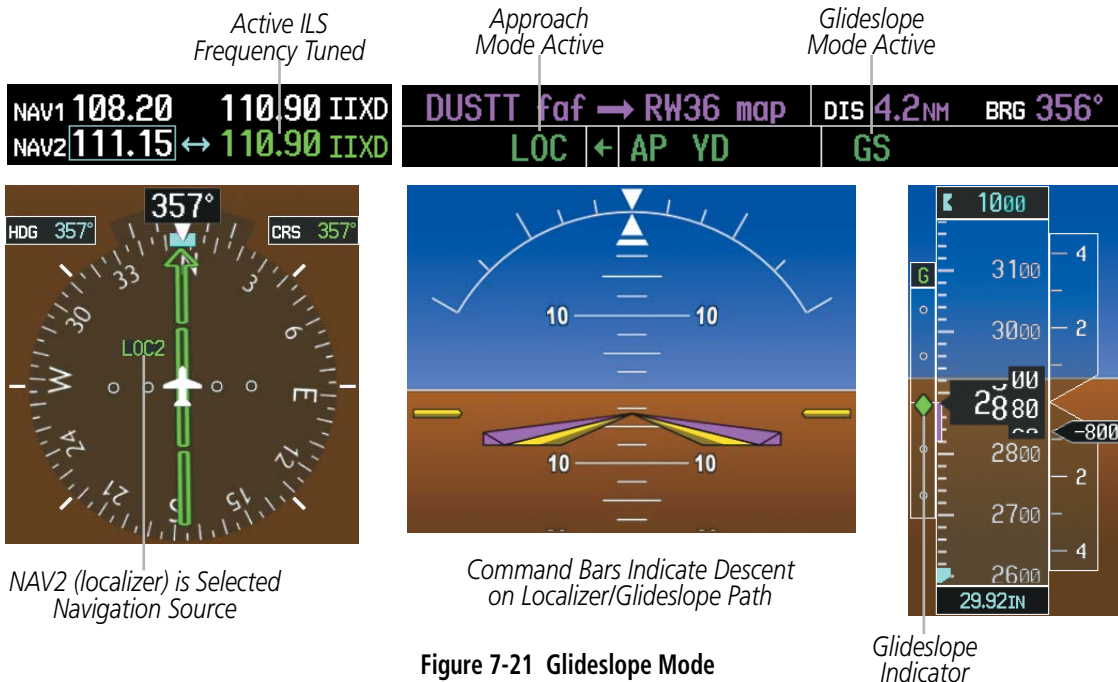 Active ILS
Frequency Tuned
Approach
Mode Active
Glideslope
Mode Active
NAV1 108.20 110.90 IIXD
NAV2 111.15 ↔ 110.90 IIXD
DUSTT faf → RW36 map DIS 4.2NM BRG 356°
LOC ← AP YD GS
357°
HDG 357° CRS 357°
N
33 3
30 6
LOC2
W E
24 12
21 15
S
10 10
10 10
1000
G
3100
3000
2880
00
2800
2700
2600
4
2
-800
2
4
29.92IN
NAV2 (localizer) is Selected
Navigation Source
Command Bars Indicate Descent
on Localizer/Glideslope Path
Glideslope
Indicator
Figure 7-21 Glideslope Mode